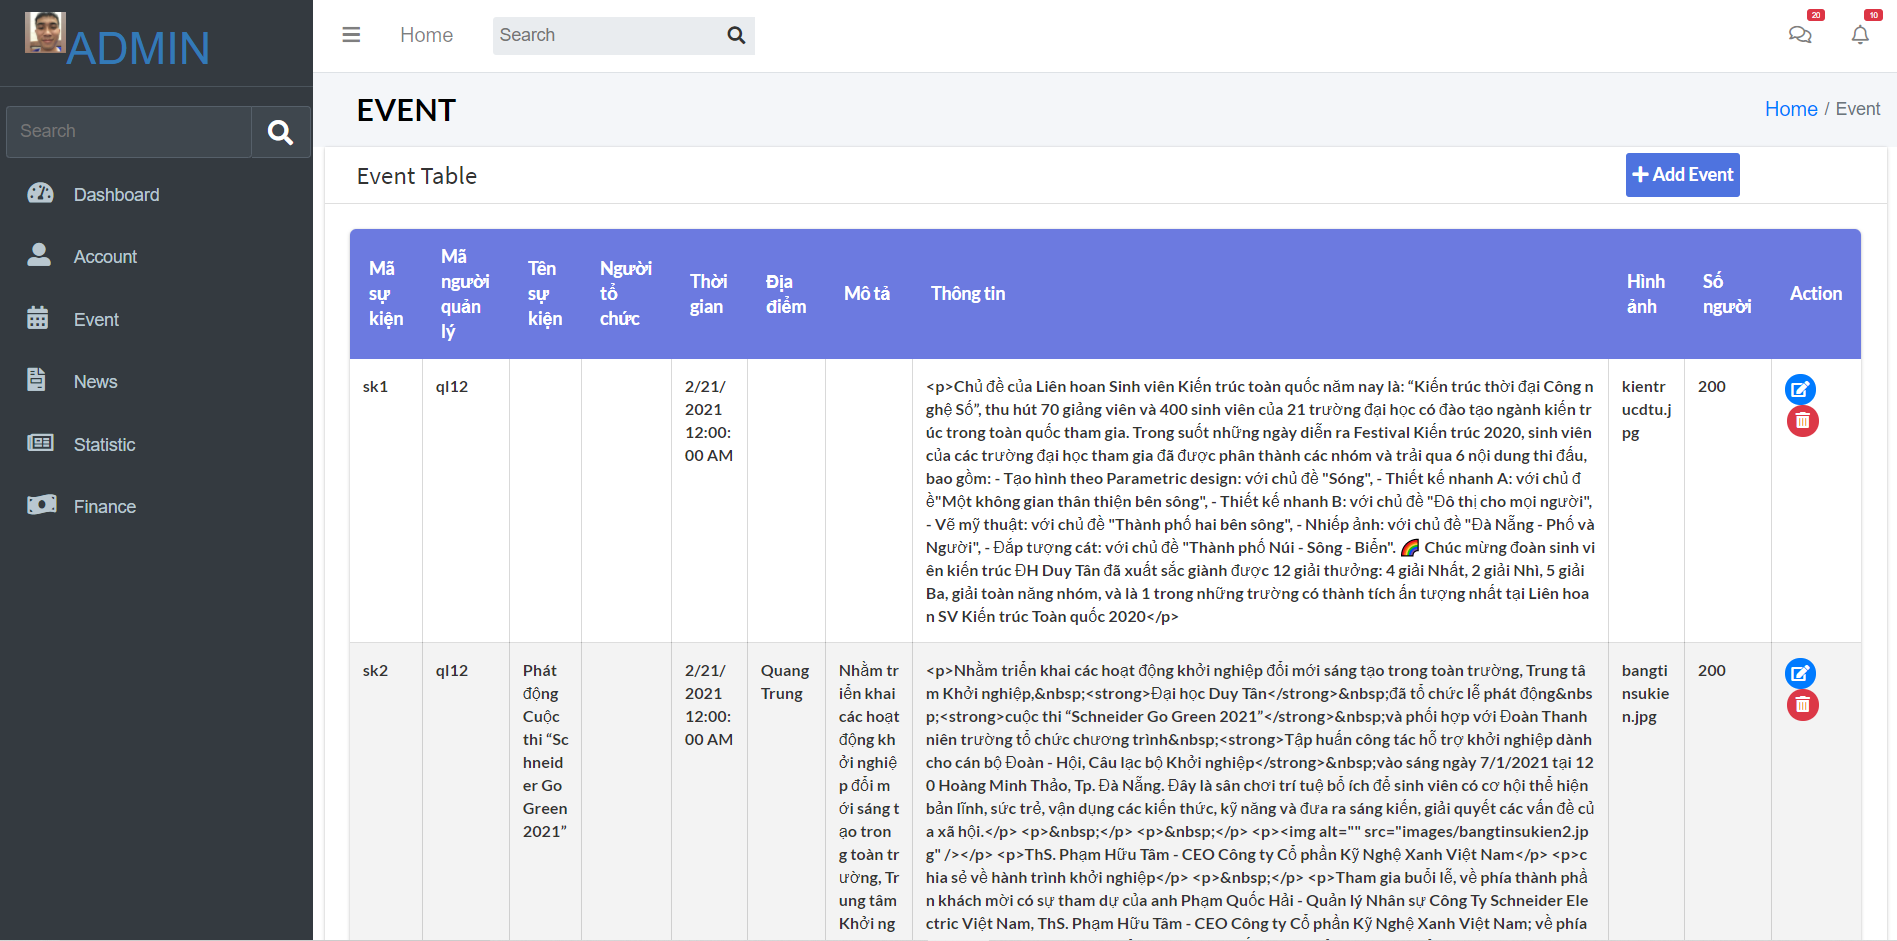 ADMIN
Home
Search
20
10
Search
Dashboard
Account
Event
News
Statistic
Finance
EVENT
Home / Event
Event Table
Add Event
Mã
sự
kiện
Mã
người
quản
lý
Tên
sự
kiện
Người
tổ
chức
Thời
gian
Địa
điểm
Mô tả
Thông tin
Hình
ảnh
Số
người
Action
sk1
ql12
2/21/
2021
12:00:
00 AM
<p>Chủ đề của Liên hoan Sinh viên Kiến trúc toàn quốc năm nay là: “Kiến trúc thời đại Công n
ghệ Số”, thu hút 70 giảng viên và 400 sinh viên của 21 trường đại học có đào tạo ngành kiến tr
úc trong toàn quốc tham gia. Trong suốt những ngày diễn ra Festival Kiến trúc 2020, sinh viên
của các trường đại học tham gia đã được phân thành các nhóm và trải qua 6 nội dung thi đấu,
bao gồm: - Tạo hình theo Parametric design: với chủ đề "Sóng", - Thiết kế nhanh A: với chủ đ
ề"Một không gian thân thiện bên sông", - Thiết kế nhanh B: với chủ đề "Đô thị cho mọi người",
- Vẽ mỹ thuật: với chủ đề "Thành phố hai bên sông", - Nhiếp ảnh: với chủ đề "Đà Nẵng - Phố và
Người", - Đắp tượng cát: với chủ đề "Thành phố Núi - Sông - Biển". 🌈 Chúc mừng đoàn sinh vi
ên kiến trúc ĐH Duy Tân đã xuất sắc giành được 12 giải thưởng: 4 giải Nhất, 2 giải Nhì, 5 giải
Ba, giải toàn năng nhóm, và là 1 trong những trường có thành tích ấn tượng nhất tại Liên hoa
n SV Kiến trúc Toàn quốc 2020</p>
kientr
ucdtu.j
pg
200
sk2
ql12
Phát
động
Cuộc
thi “Sc
hneid
er Go
Green
2021”
2/21/
2021
12:00:
00 AM
Quang
Trung
Nhằm tr
iển khai
các hoạt
động kh
ởi nghiệ
p đổi m
ới sáng t
ạo tron
g toàn tr
ường, Tr
ung tâm
Khởi ng
<p>Nhằm triển khai các hoạt động khởi nghiệp đổi mới sáng tạo trong toàn trường, Trung tâ
m Khởi nghiệp,&nbsp;<strong>Đại học Duy Tân</strong>&nbsp;đã tổ chức lễ phát động&nbs
p;<strong>cuộc thi “Schneider Go Green 2021”</strong>&nbsp;và phối hợp với Đoàn Thanh
niên trường tổ chức chương trình&nbsp;<strong>Tập huấn công tác hỗ trợ khởi nghiệp dành
cho cán bộ Đoàn - Hội, Câu lạc bộ Khởi nghiệp</strong>&nbsp;vào sáng ngày 7/1/2021 tại 12
0 Hoàng Minh Thảo, Tp. Đà Nẵng. Đây là sân chơi trí tuệ bổ ích để sinh viên có cơ hội thể hiện
bản lĩnh, sức trẻ, vận dụng các kiến thức, kỹ năng và đưa ra sáng kiến, giải quyết các vấn đề củ
a xã hội.</p> <p>&nbsp;</p> <p>&nbsp;</p> <p><img alt="" src="images/bangtinsukien2.jp
g" /></p> <p>ThS. Phạm Hữu Tâm - CEO Công ty Cổ phần Kỹ Nghệ Xanh Việt Nam</p> <p>c
hia sẻ về hành trình khởi nghiệp</p> <p>&nbsp;</p> <p>Tham gia buổi lễ, về phía thành phầ
n khách mời có sự tham dự của anh Phạm Quốc Hải - Quản lý Nhân sự Công Ty Schneider Ele
ctric Việt Nam, ThS. Phạm Hữu Tâm - CEO Công ty Cổ phần Kỹ Nghệ Xanh Việt Nam; về phía
bangti
nsukie
n.jpg
200